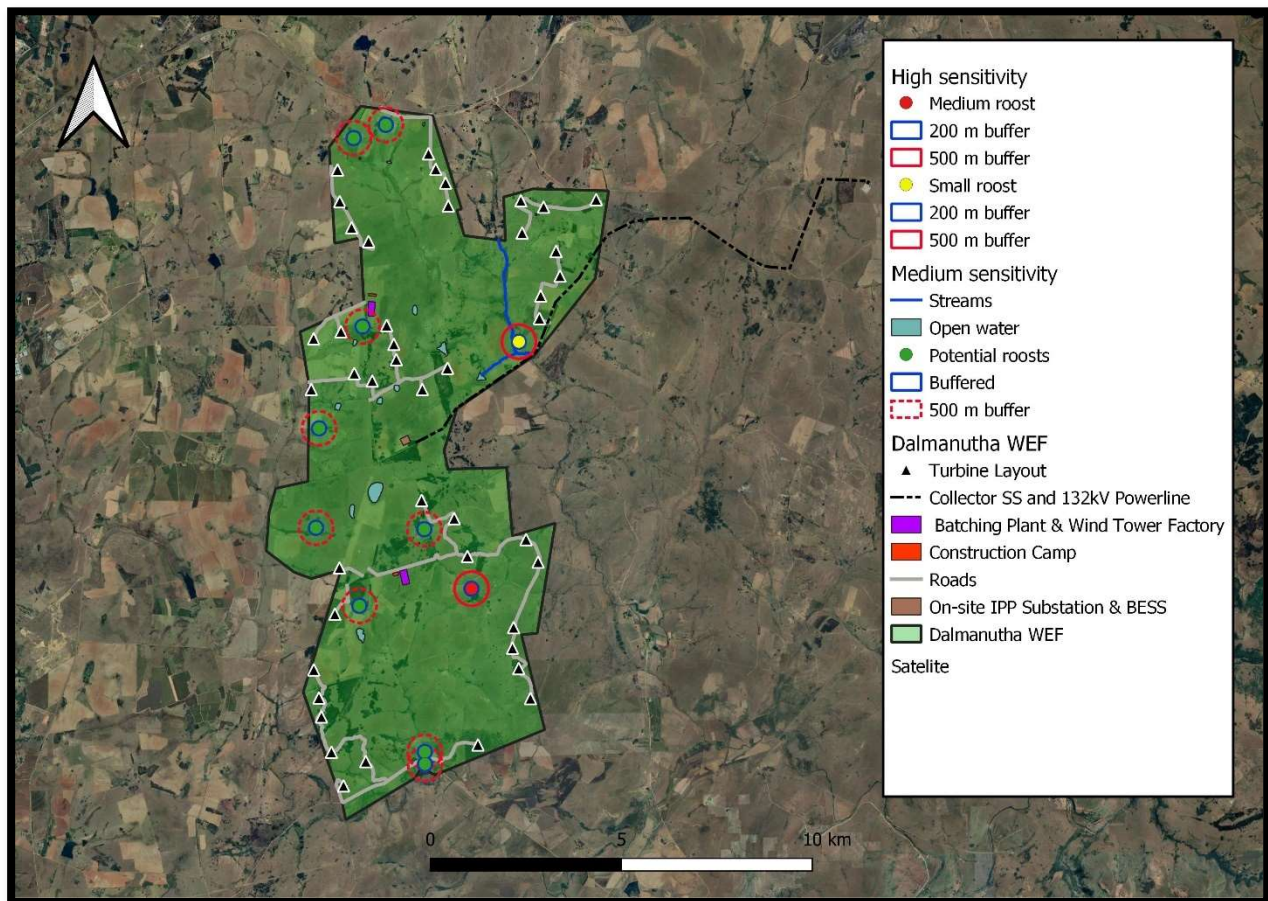 High sensitivity
Medium roost
200 m buffer
500 m buffer
Small roost
200 m buffer
500 m buffer
Medium sensitivity
Streams
Open water
Potential roosts
Buffered
500 m buffer
Dalmanutha WEF
Turbine Layout
Collector SS and 132kV Powerline
Batching Plant & Wind Tower Factory
Construction Camp
Roads
On-site IPP Substation & BESS
Dalmanutha WEF
Satelite
0 5 10 km